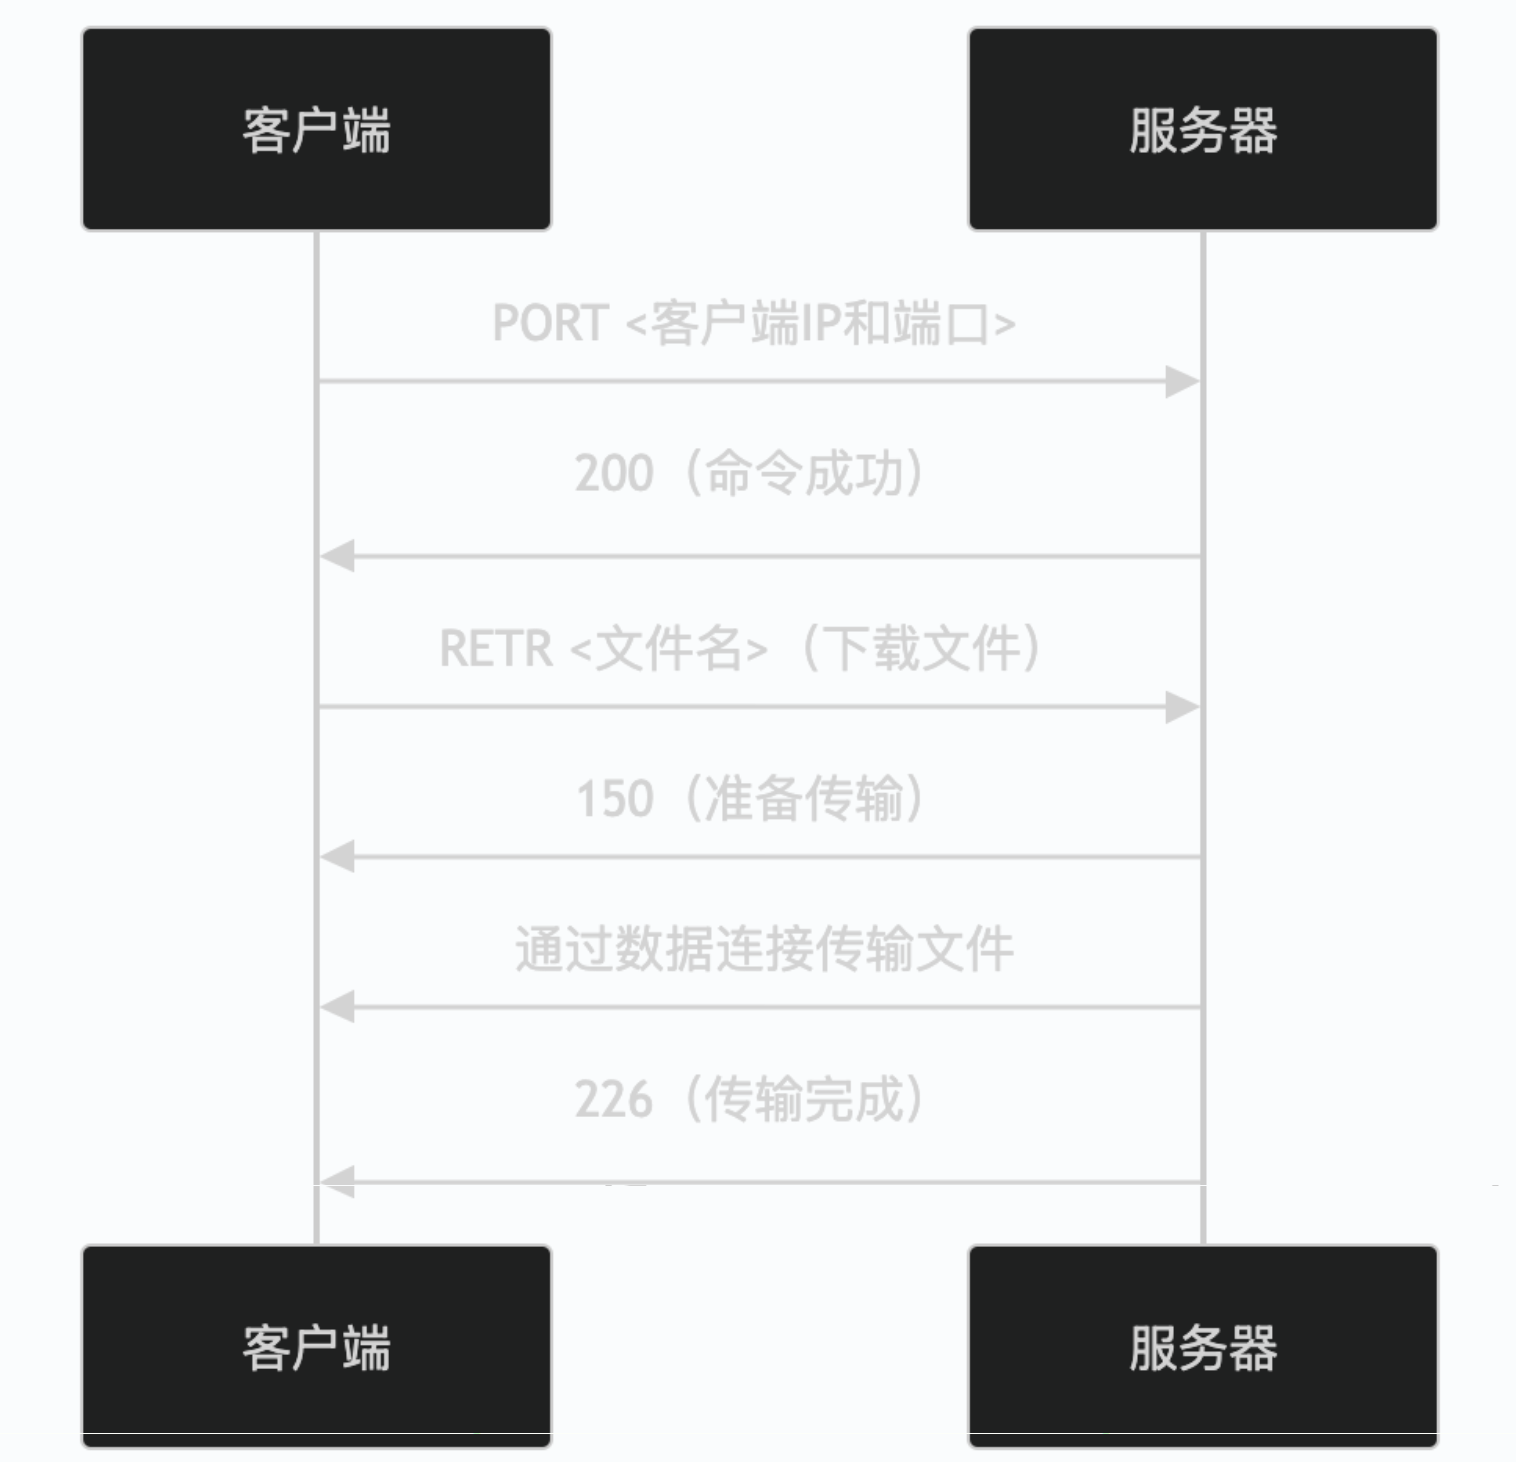 客户端
服务器
PORT <客户端IP和端口>
200（命令成功）
RETR <文件名>（下载文件）
150（准备传输）
通过数据连接传输文件
226（传输完成）
客户端
服务器